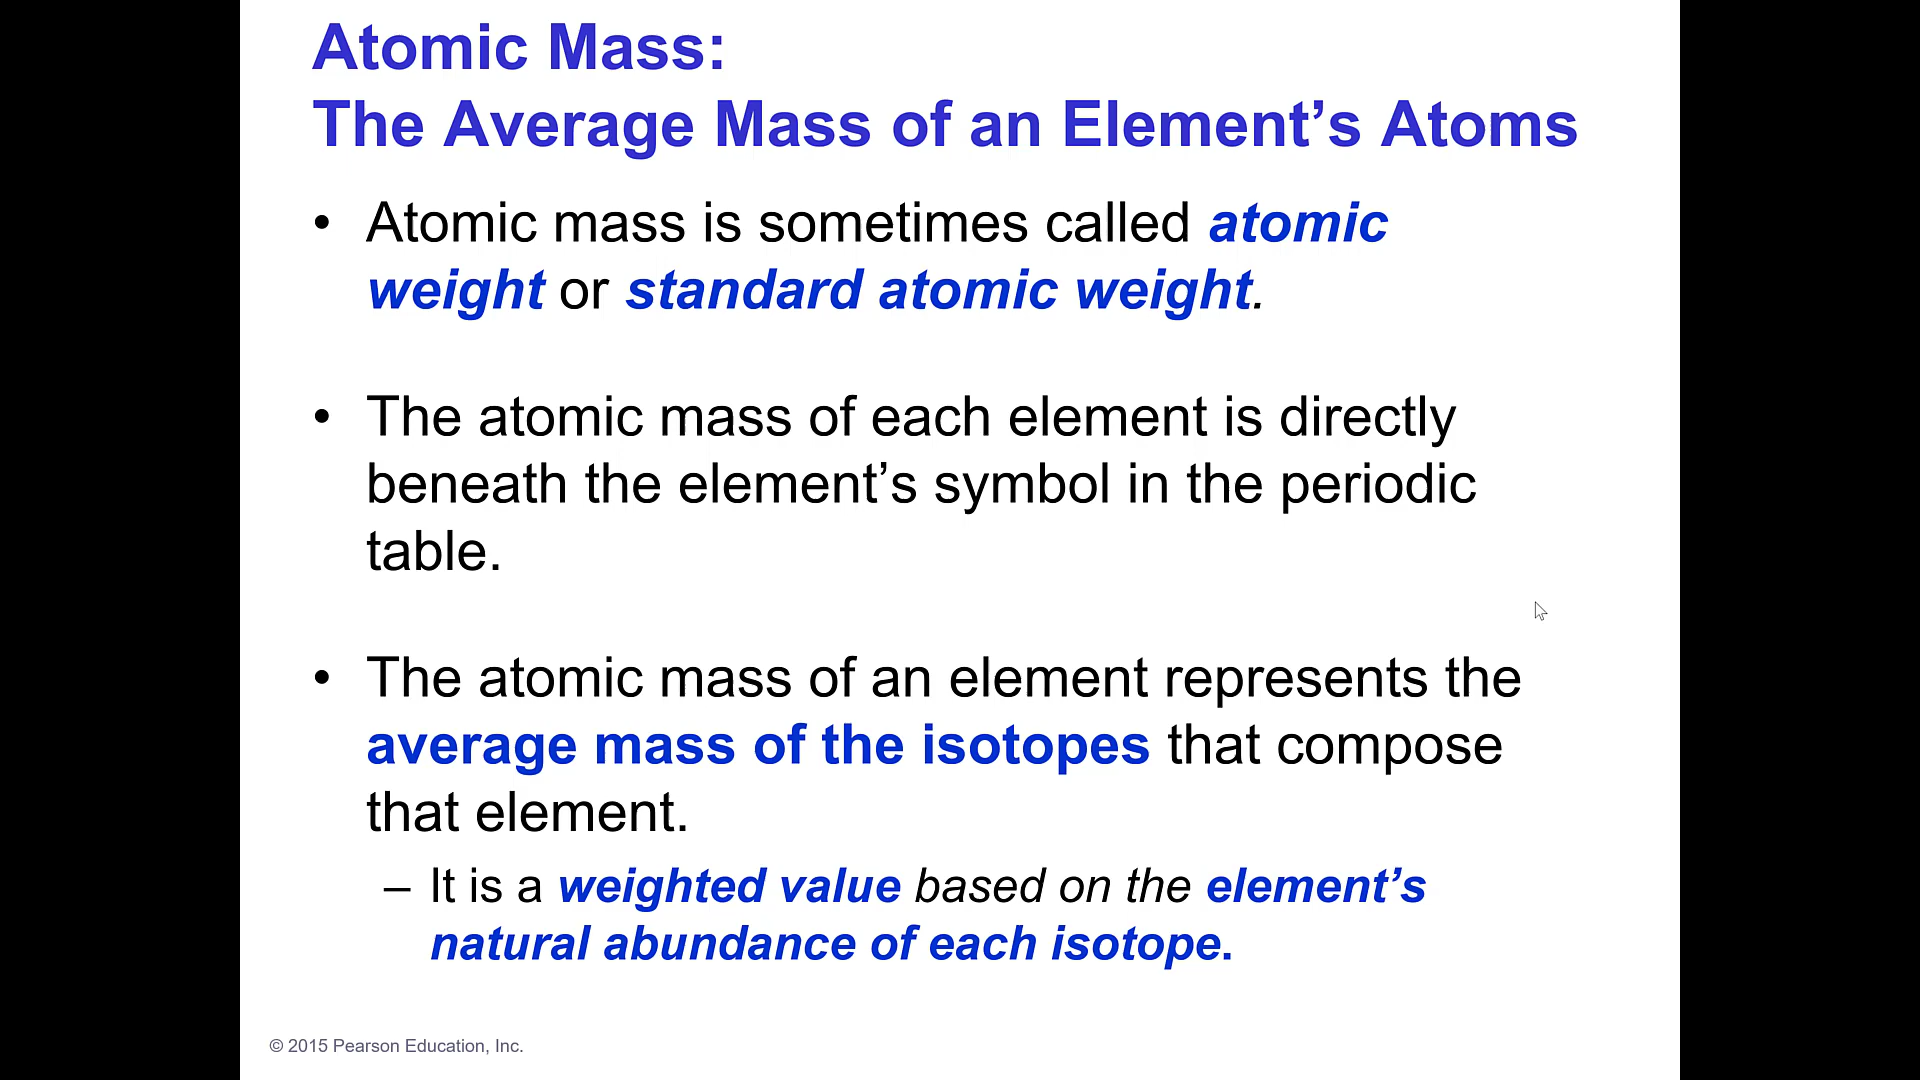 Atomic Mass:
The Average Mass of an Element’s Atoms
• Atomic mass is sometimes called atomic
weight or standard atomic weight.
• The atomic mass of each element is directly
beneath the element’s symbol in the periodic
table.
• The atomic mass of an element represents the
average mass of the isotopes that compose
that element.
– It is a weighted value based on the element’s
natural abundance of each isotope.
© 2015 Pearson Education, Inc.